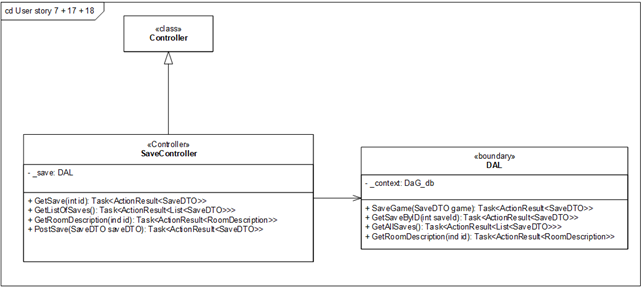 cd User story 7 + 17 + 18
«class»
Controller
«Controller»
SaveController
- _save: DAL
+ GetSave(int id): Task<ActionResult<SaveDTO>>
+ GetListOfSaves(): Task<ActionResult<List<SaveDTO>>>
+ GetRoomDescription(ind id): Task<ActionResult<RoomDescription>>
+ PostSave(SaveDTO saveDTO): Task<ActionResult<SaveDTO>>
«boundary»
DAL
- _context: DaG_db
+ SaveGame(SaveDTO game): Task<ActionResult<SaveDTO>>
+ GetSaveByID(int saveId): Task<ActionResult<SaveDTO>>
+ GetAllSaves(): Task<ActionResult<List<SaveDTO>>>
+ GetRoomDescription(ind id): Task<ActionResult<RoomDescription>>